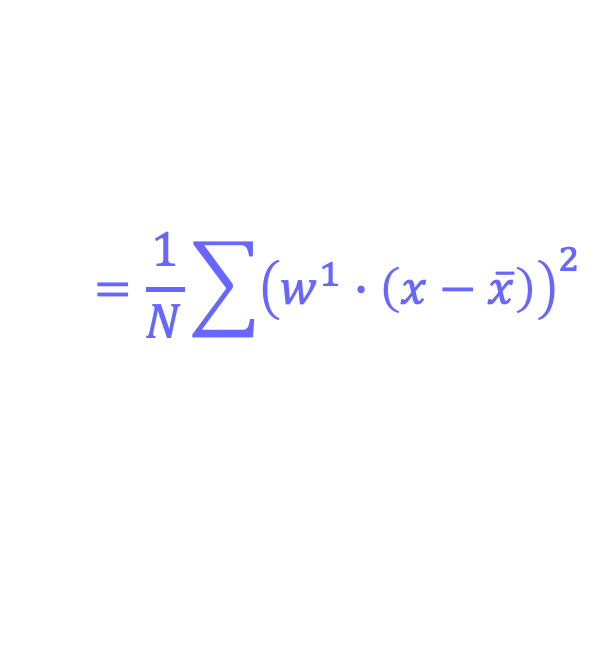 = 1/N ∑(w¹ · (x − x̄))²